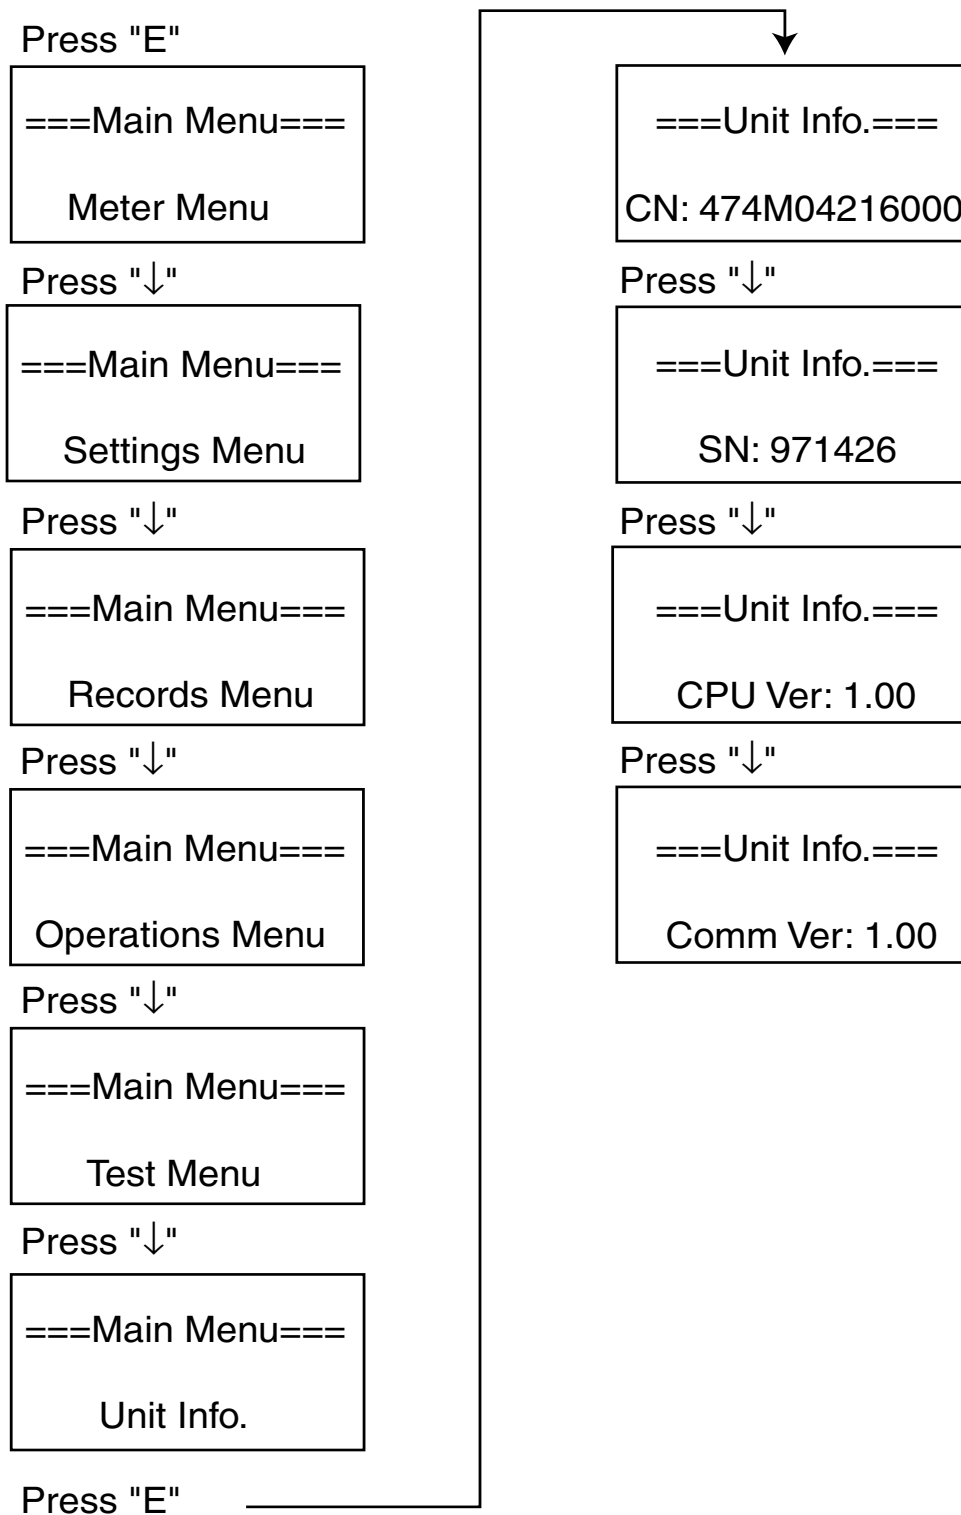 Press "E"
===Main Menu===
Meter Menu
Press "↓"
===Main Menu===
Settings Menu
Press "↓"
===Main Menu===
Records Menu
Press "↓"
===Main Menu===
Operations Menu
Press "↓"
===Main Menu===
Test Menu
Press "↓"
===Main Menu===
Unit Info.
Press "E"
===Unit Info.===
CN: 474M04216000
Press "↓"
===Unit Info.===
SN: 971426
Press "↓"
===Unit Info.===
CPU Ver: 1.00
Press "↓"
===Unit Info.===
Comm Ver: 1.00